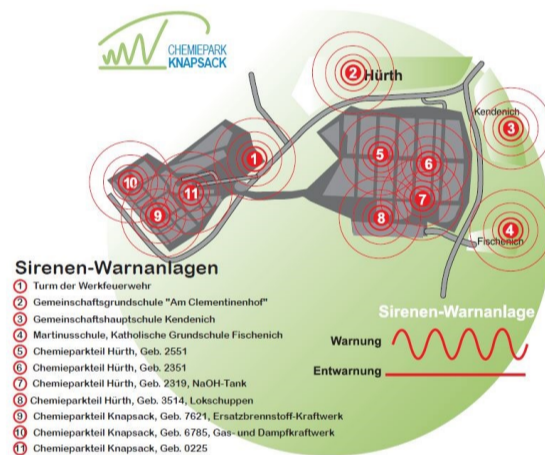 CHEMIEPARK
KNAPSACK
2 Hürth
Kendenich
3
1
5
6
10
11
7
9
8
4
Fischenich
Sirenen-Warnanlagen
1 Turm der Werkfeuerwehr
2 Gemeinschaftsgrundschule "Am Clementinenhof"
3 Gemeinschaftshauptschule Kendenich
4 Martinusschule, Katholische Grundschule Fischenich
5 Chemieparkteil Hürth, Geb. 2551
6 Chemieparkteil Hürth, Geb. 2351
7 Chemieparkteil Hürth, Geb. 2319, NaOH-Tank
8 Chemieparkteil Hürth, Geb. 3514, Lokschuppen
9 Chemieparkteil Knapsack, Geb. 7621, Ersatzbrennstoff-Kraftwerk
10 Chemieparkteil Knapsack, Geb. 6785, Gas- und Dampfkraftwerk
11 Chemieparkteil Knapsack, Geb. 0225
Sirenen-Warnanlage
Warnung
Entwarnung